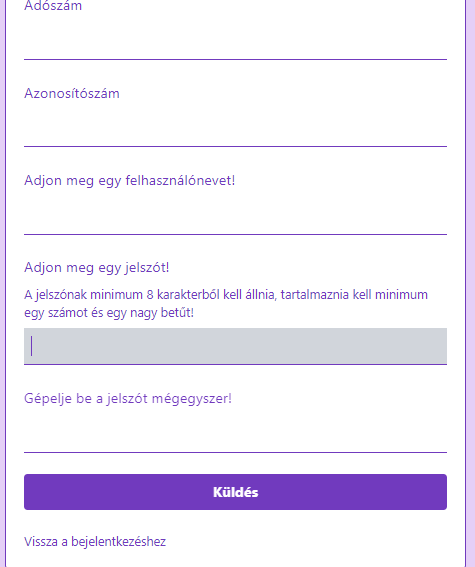 Adószám
Azonosítószám
Adjon meg egy felhasználónevet!
Adjon meg egy jelszót!
A jelszónak minimum 8 karakterből kell állnia, tartalmaznia kell minimum
egy számot és egy nagy betűt!
Gépelje be a jelszót mégegyszer!
Küldés
Vissza a bejelentkezéshez